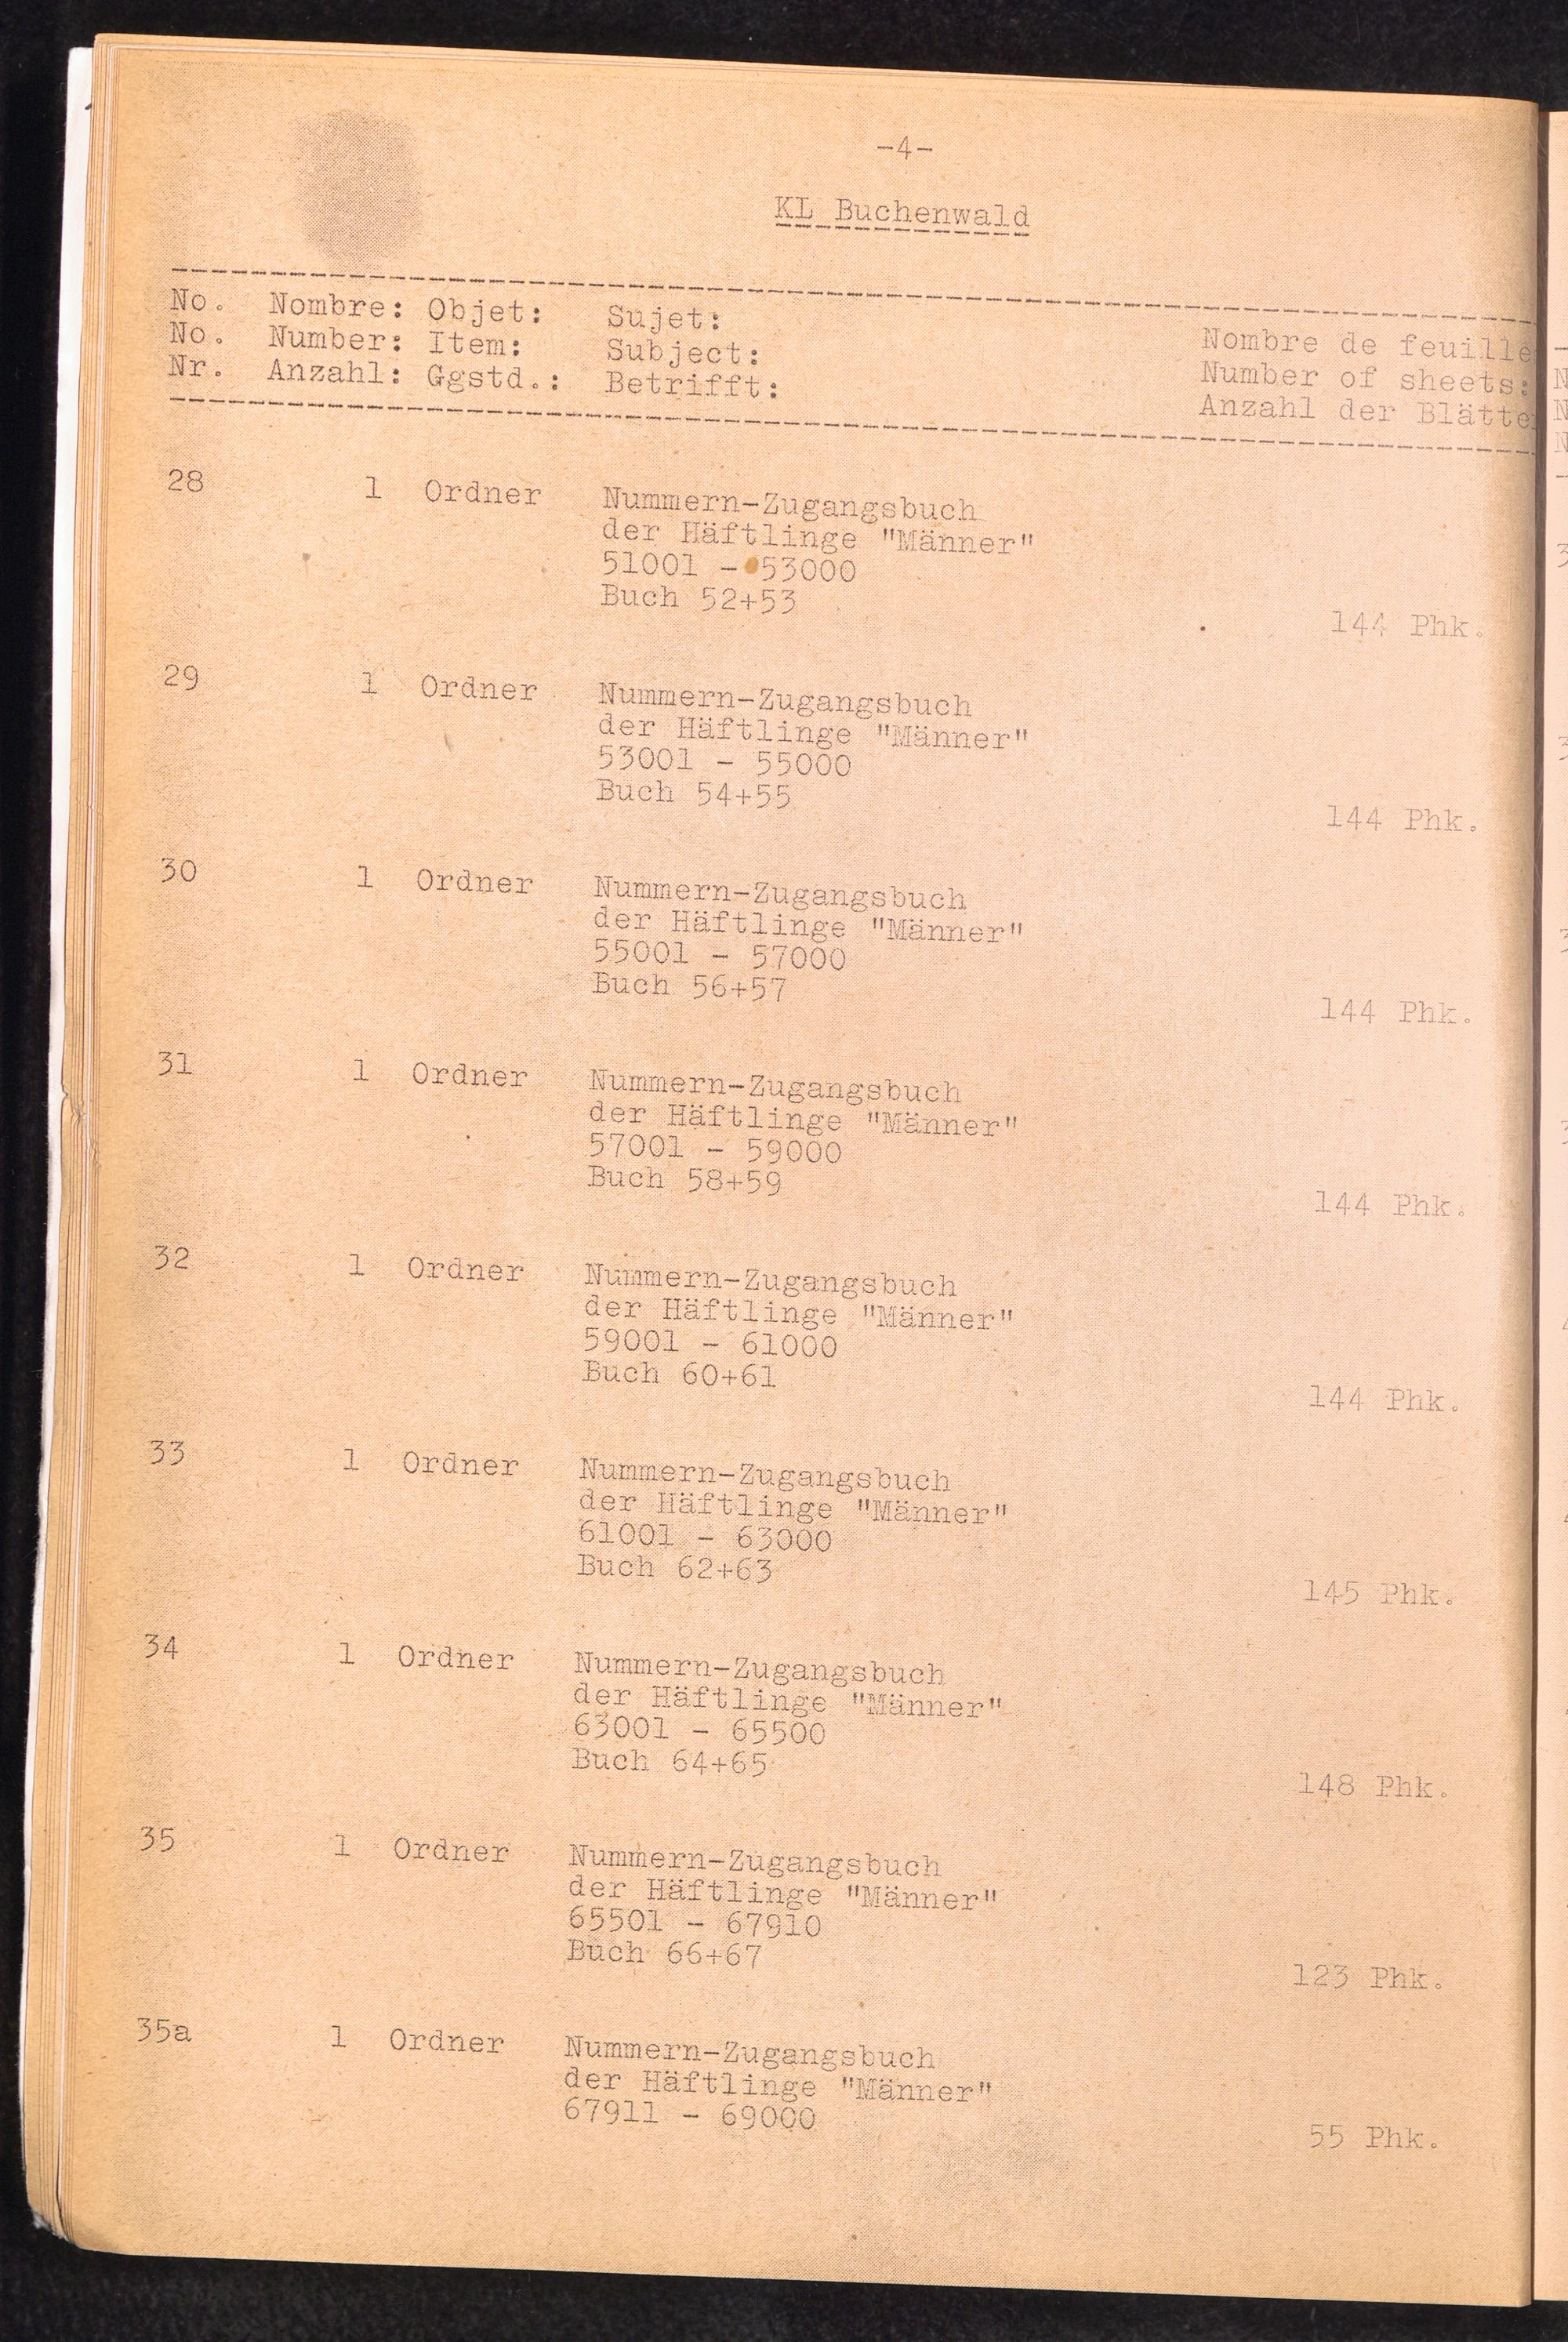 -4-
KL Buchenwald
No. Nombre: Objet: Sujet: Nombre de feuille
No. Number: Item: Subject: Number of sheets:
Nr. Anzahl: Ggstd.: Betrifft: Anzahl der Blätte
28 1 Ordner Nummern-Zugangsbuch
der Häftlinge "Männer"
51001 - 53000
Buch 52+53
144 Phk.
29 1 Ordner Nummern-Zugangsbuch
der Häftlinge "Männer"
53001 - 55000
Buch 54+55
144 Phk.
30 1 Ordner Nummern-Zugangsbuch
der Häftlinge "Männer"
55001 - 57000
Buch 56+57
144 Phk.
31 1 Ordner Nummern-Zugangsbuch
der Häftlinge "Männer"
57001 - 59000
Buch 58+59
144 Phk.
32 1 Ordner Nummern-Zugangsbuch
der Häftlinge "Männer"
59001 - 61000
Buch 60+61
144 Phk.
33 1 Ordner Nummern-Zugangsbuch
der Häftlinge "Männer"
61001 - 63000
Buch 62+63
145 Phk.
34 1 Ordner Nummern-Zugangsbuch
der Häftlinge "Männer"
63001 - 65500
Buch 64+65
148 Phk.
35 1 Ordner Nummern-Zugangsbuch
der Häftlinge "Männer"
65501 - 67910
Buch 66+67
123 Phk.
35a 1 Ordner Nummern-Zugangsbuch
der Häftlinge "Männer"
67911 - 69000
55 Phk.